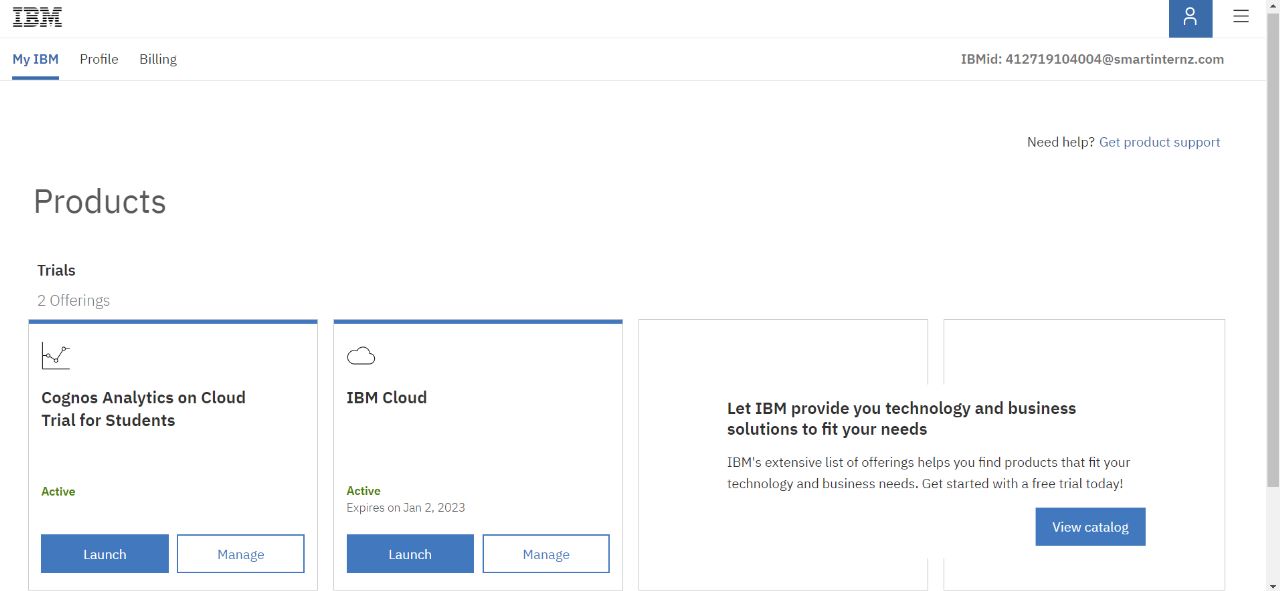 IBM
My IBM Profile Billing IBMid: 412719104004@smartinternz.com
Need help? Get product support
Products
Trials
2 Offerings
Cognos Analytics on Cloud
Trial for Students
Active
Launch Manage
IBM Cloud
Active
Expires on Jan 2, 2023
Launch Manage
Let IBM provide you technology and business
solutions to fit your needs
IBM's extensive list of offerings helps you find products that fit your
technology and business needs. Get started with a free trial today!
View catalog